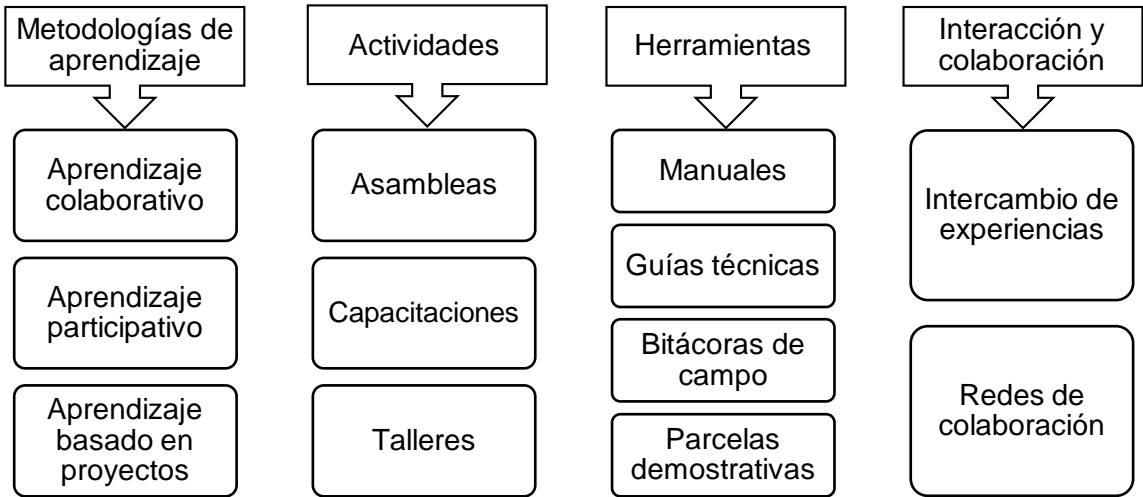 Metodologías de
aprendizaje
Aprendizaje
colaborativo
Aprendizaje
participativo
Aprendizaje
basado en
proyectos
Actividades
Asambleas
Capacitaciones
Talleres
Herramientas
Manuales
Guías técnicas
Bitácoras de
campo
Parcelas
demostrativas
Interacción y
colaboración
Intercambio de
experiencias
Redes de
colaboración